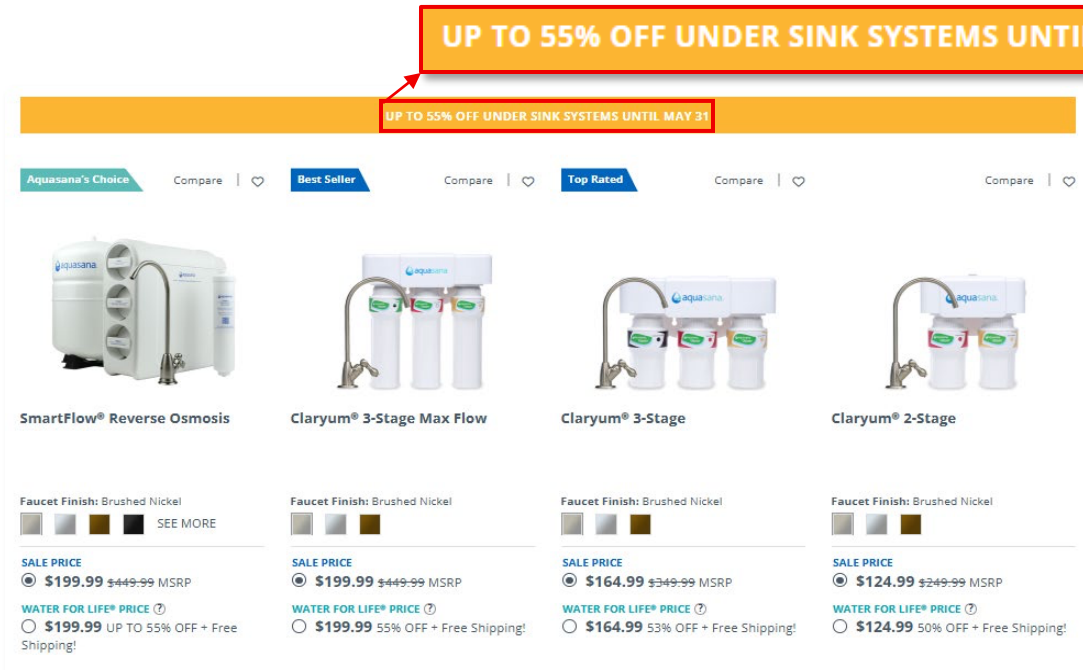 UP TO 55% OFF UNDER SINK SYSTEMS UNTIL
UP TO 55% OFF UNDER SINK SYSTEMS UNTIL MAY 31
Aquasana's Choice
Compare |
Best Seller
Compare |
Top Rated
Compare |
Compare |
aquasana.
aquasana
aquasana.
aquasana.
SmartFlow® Reverse Osmosis
Claryum® 3-Stage Max Flow
Claryum® 3-Stage
Claryum® 2-Stage
Faucet Finish: Brushed Nickel
SEE MORE
Faucet Finish: Brushed Nickel
Faucet Finish: Brushed Nickel
Faucet Finish: Brushed Nickel
SALE PRICE
$199.99 $449.99 MSRP
WATER FOR LIFE® PRICE ?
$199.99 UP TO 55% OFF + Free
Shipping!
SALE PRICE
$199.99 $449.99 MSRP
WATER FOR LIFE® PRICE ?
$199.99 55% OFF + Free Shipping!
SALE PRICE
$164.99 $349.99 MSRP
WATER FOR LIFE® PRICE ?
$164.99 53% OFF + Free Shipping!
SALE PRICE
$124.99 $249.99 MSRP
WATER FOR LIFE® PRICE ?
$124.99 50% OFF + Free Shipping!